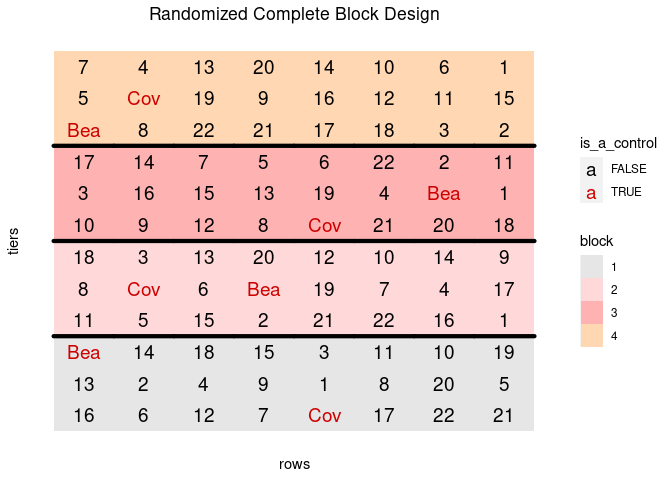 Randomized Complete Block Design
7 4 13 20 14 10 6 1
5 Cov 19 9 16 12 11 15
Bea 8 22 21 17 18 3 2
17 14 7 5 6 22 2 11
3 16 15 13 19 4 Bea 1
10 9 12 8 Cov 21 20 18
18 3 13 20 12 10 14 9
8 Cov 6 Bea 19 7 4 17
11 5 15 2 21 22 16 1
Bea 14 18 15 3 11 10 19
13 2 4 9 1 8 20 5
16 6 12 7 Cov 17 22 21
tiers
rows
is_a_control
a FALSE
a TRUE
block
1
2
3
4